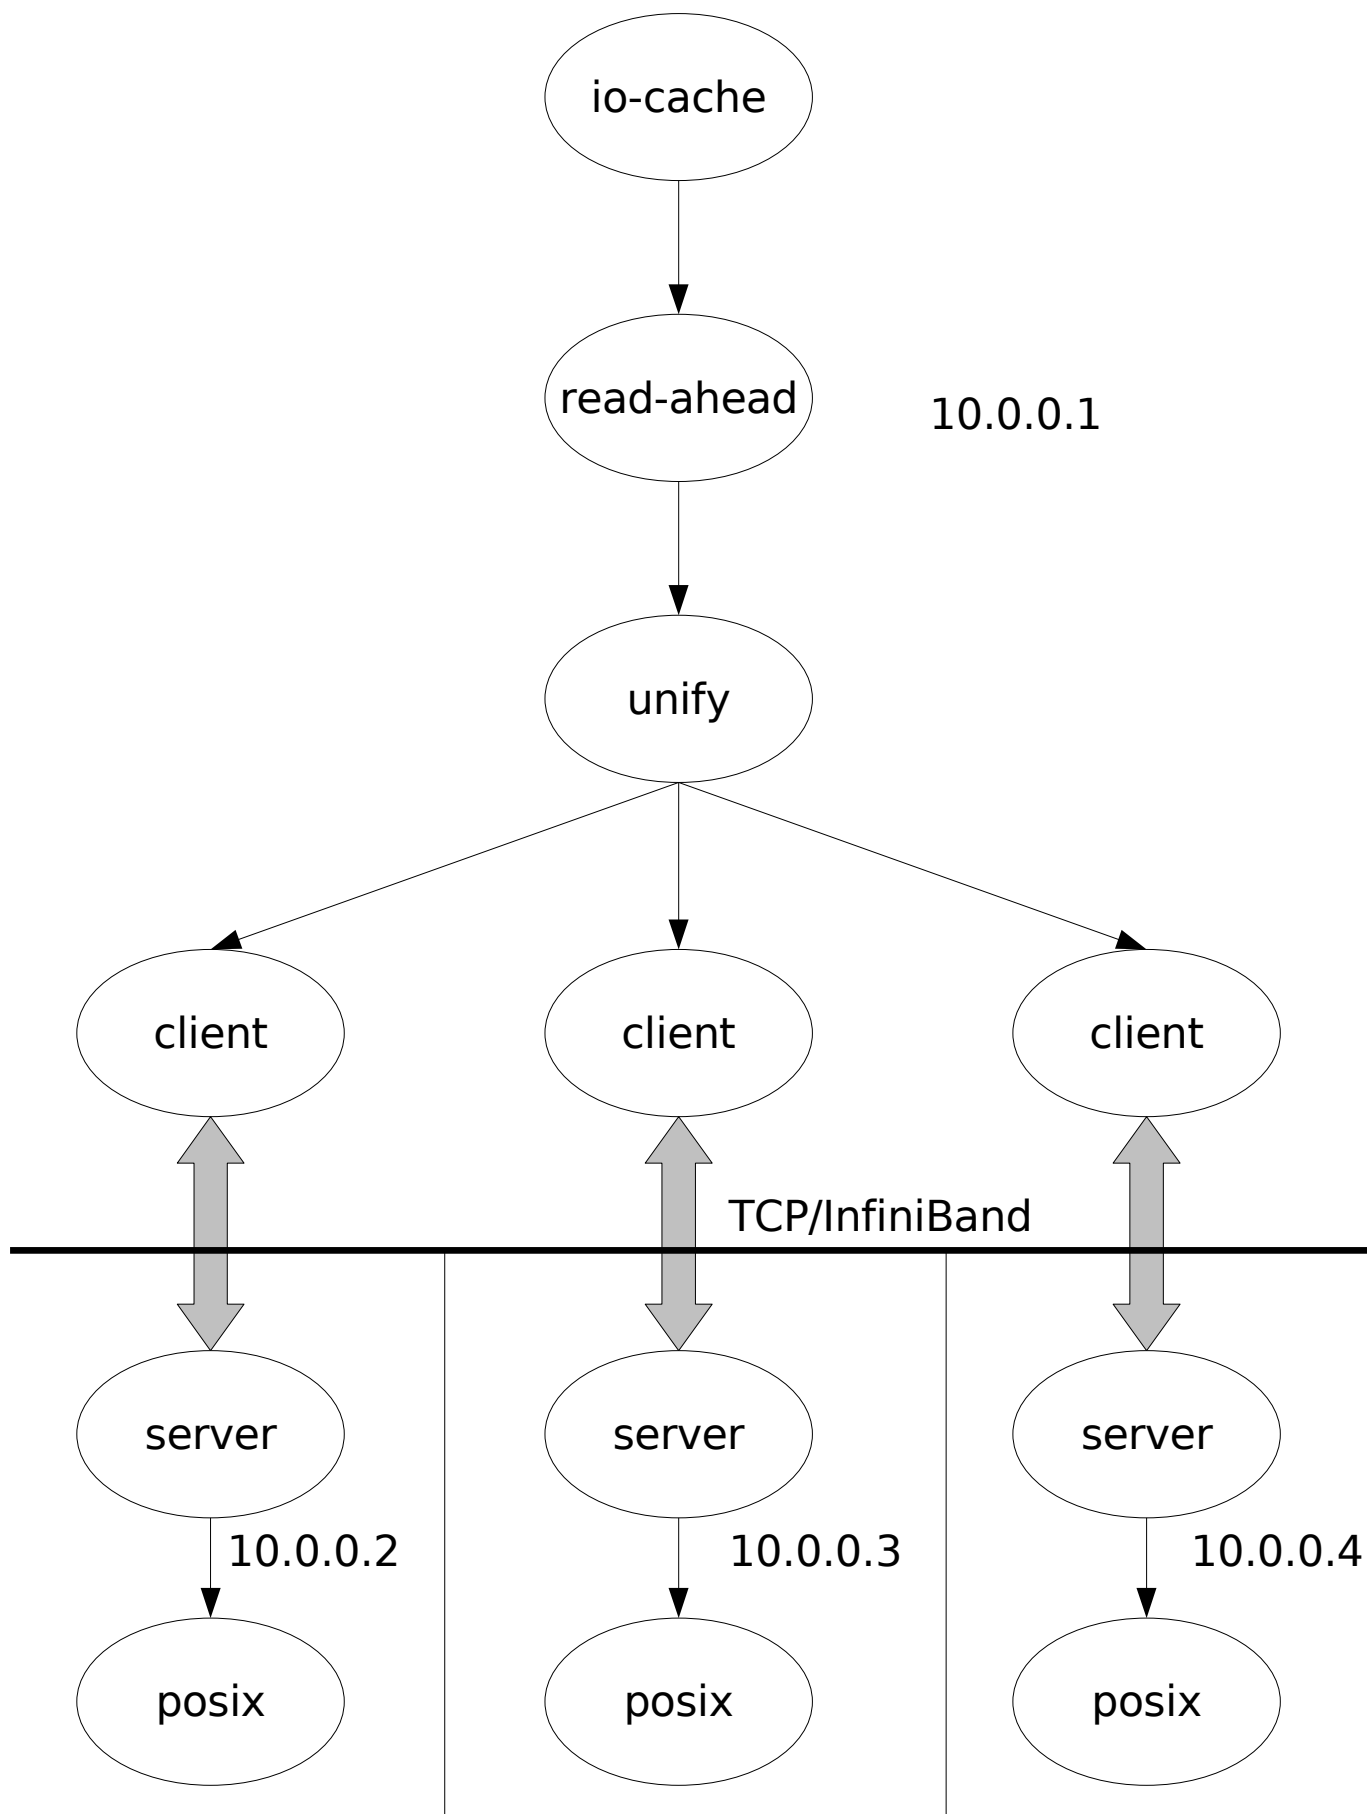 io-cache
read-ahead
10.0.0.1
unify
client
client
client
TCP/InfiniBand
server
server
server
10.0.0.2
10.0.0.3
10.0.0.4
posix
posix
posix